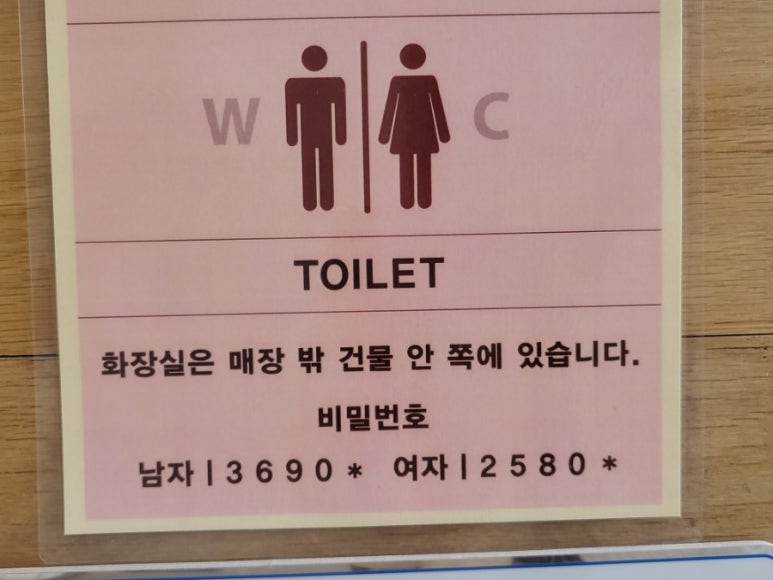 W C
TOILET
화장실은 매장 밖 건물 안 쪽에 있습니다.
비밀번호
남자 | 3 6 9 0 * 여자 | 2 5 8 0 *